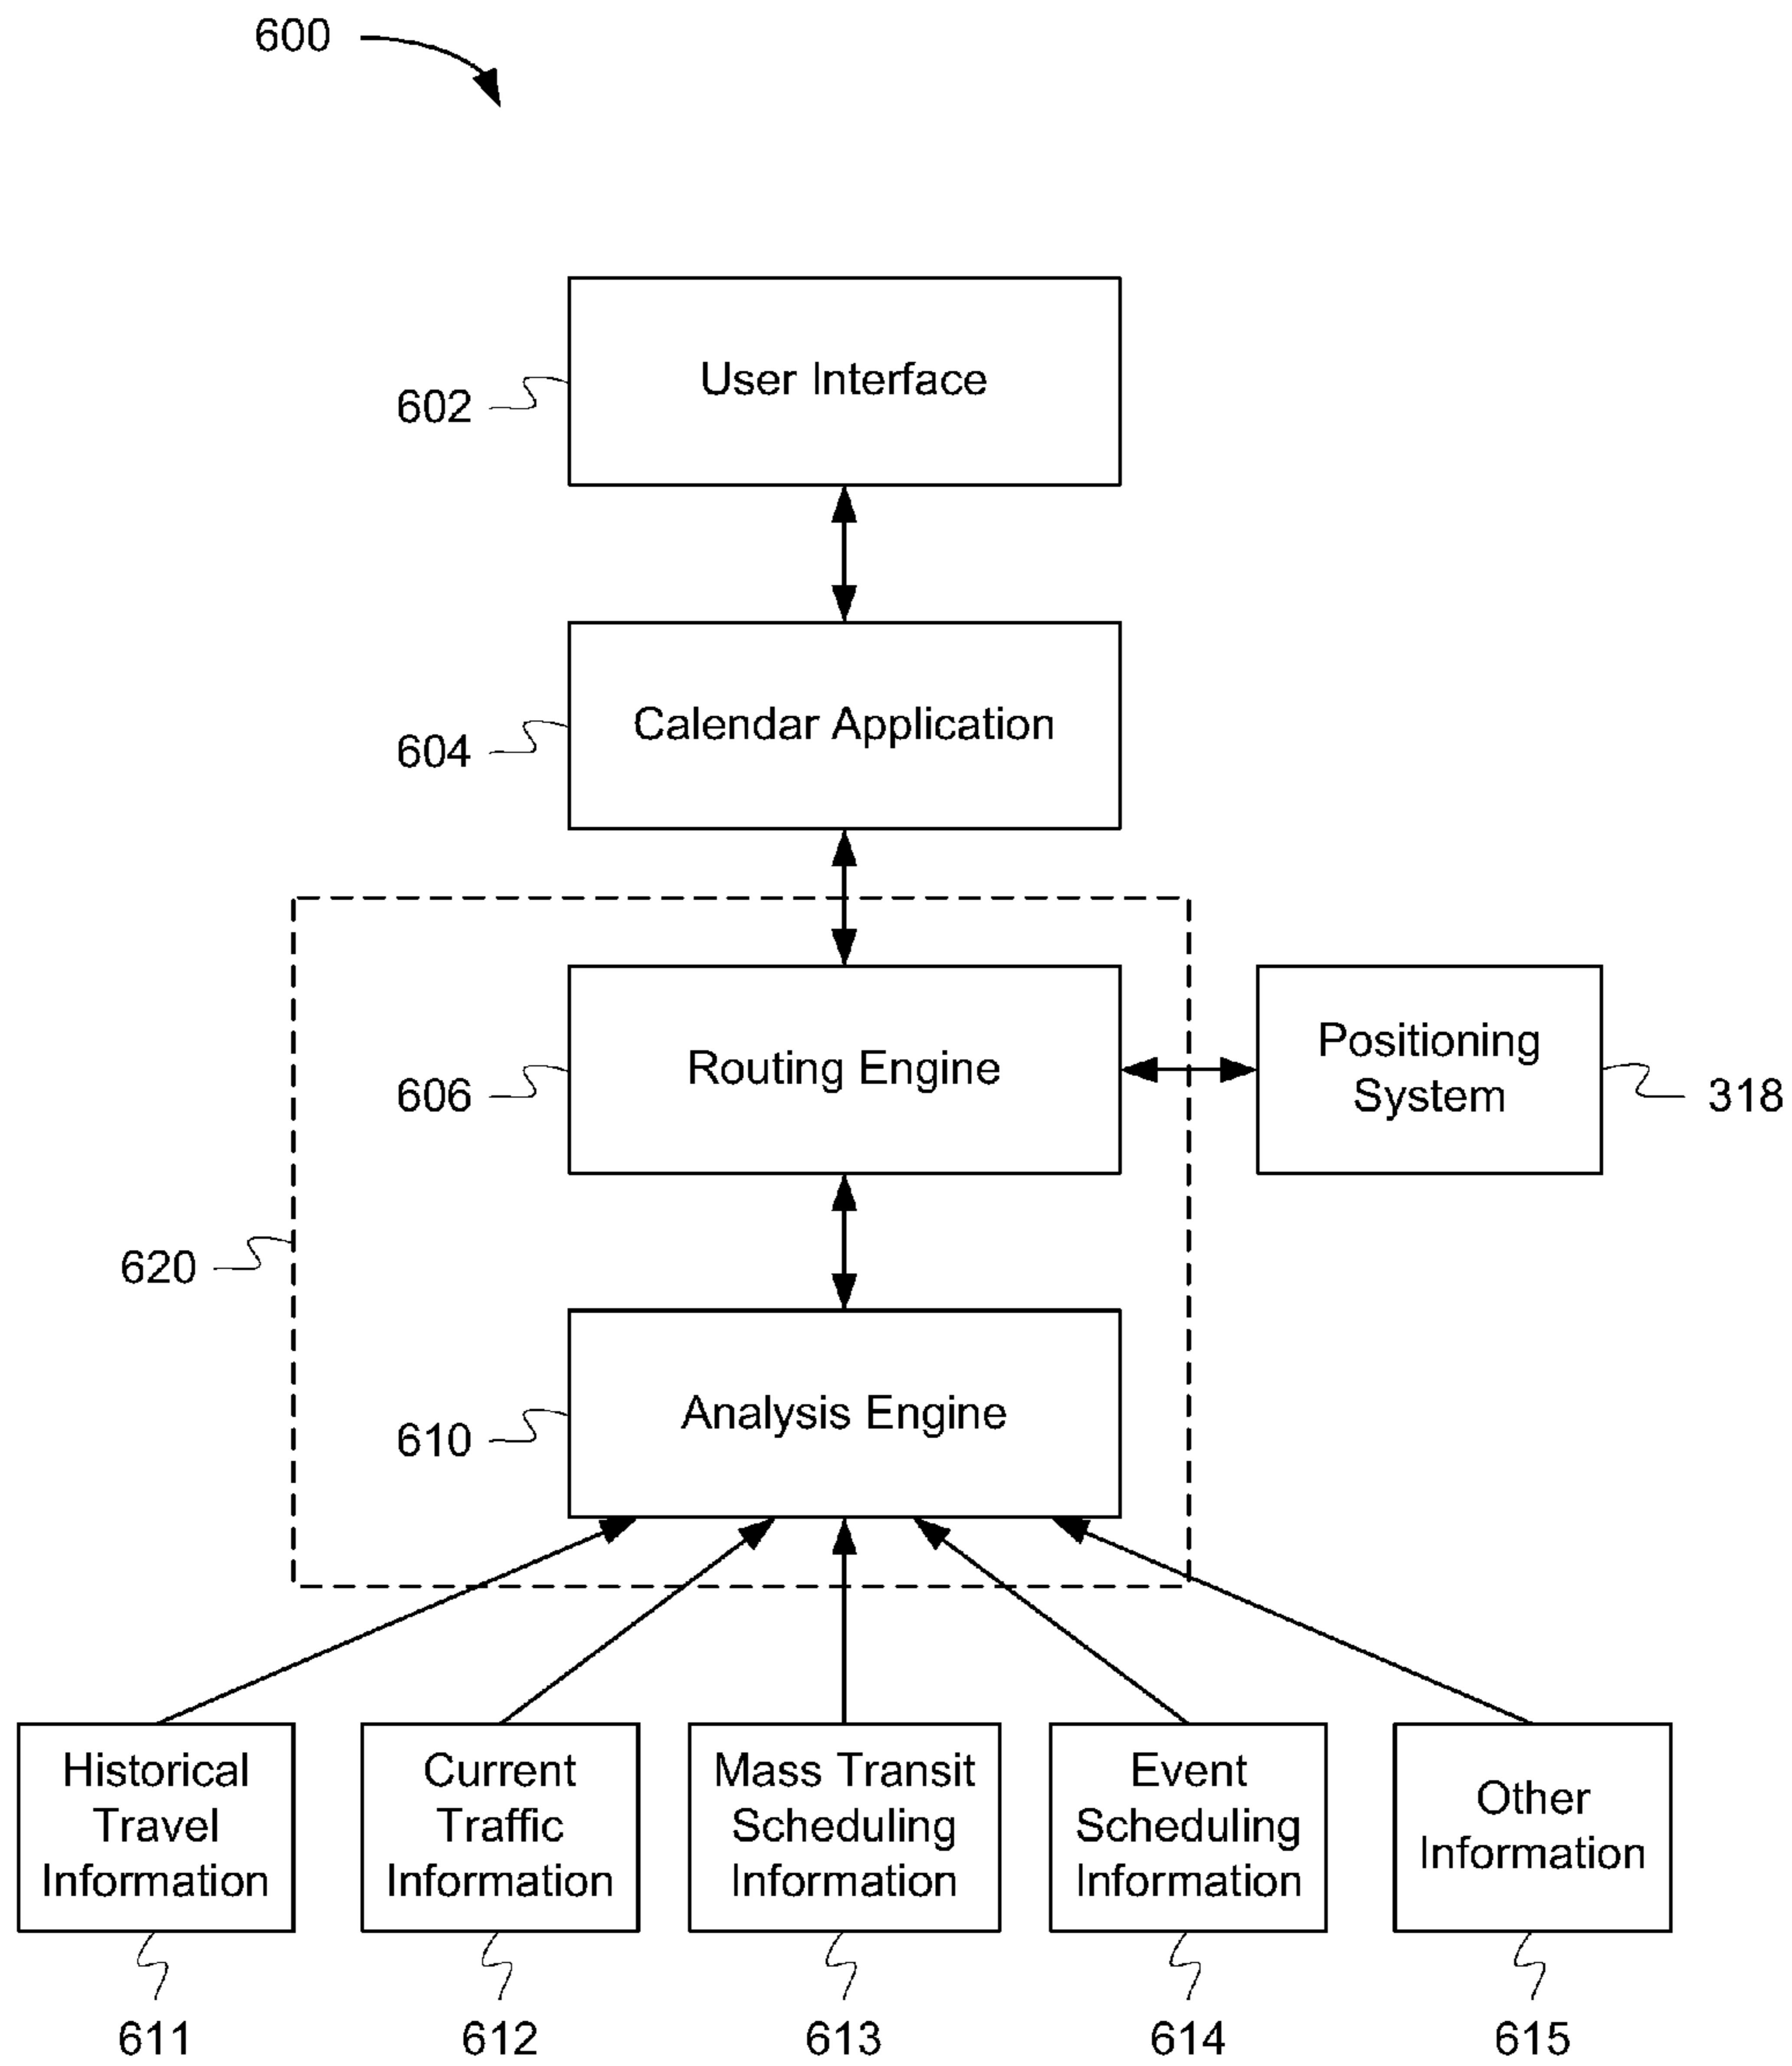 600
User Interface
602
Calendar Application
604
Routing Engine
606
Positioning
System
318
620
Analysis Engine
610
Historical
Travel
Information
Current
Traffic
Information
Mass Transit
Scheduling
Information
Event
Scheduling
Information
Other
Information
611
612
613
614
615